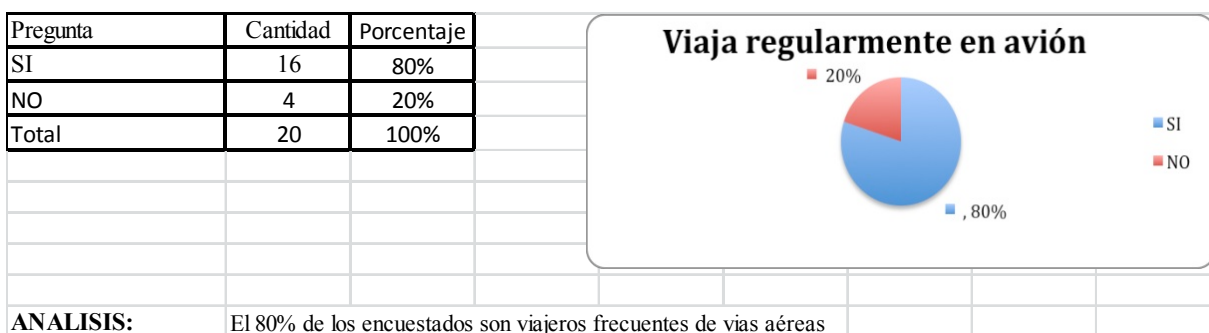 Pregunta Cantidad Porcentaje
SI 16 80%
NO 4 20%
Total 20 100%
Viaja regularmente en avión
20%
SI
NO
, 80%
ANALISIS: El 80% de los encuestados son viajeros frecuentes de vias aéreas